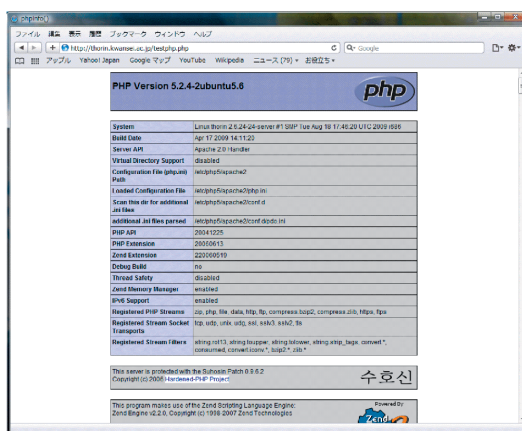 phpinfo()
ファイル 編集 表示 履歴 ブックマーク ウィンドウ ヘルプ
http://thorin.kwansei.ac.jp/testphp.php
Google
アップル Yahoo! Japan Google マップ YouTube Wikipedia ニュース (79) お役立ち
PHP Version 5.2.4-2ubuntu5.6
php
System Linux thorin 2.6.24-24-server #1 SMP Tue Aug 18 17:46:20 UTC 2009 i686
Build Date Apr 17 2009 14:11:20
Server API Apache 2.0 Handler
Virtual Directory Support disabled
Configuration File (php.ini) Path /etc/php5/apache2
Loaded Configuration File /etc/php5/apache2/php.ini
Scan this dir for additional .ini files /etc/php5/apache2/conf.d
additional .ini files parsed /etc/php5/apache2/conf.d/pdo.ini
PHP API 20041225
PHP Extension 20060613
Zend Extension 220060519
Debug Build no
Thread Safety disabled
Zend Memory Manager enabled
IPv6 Support enabled
Registered PHP Streams zip, php, file, data, http, ftp, compress.bzip2, compress.zlib, https, ftps
Registered Stream Socket Transports tcp, udp, unix, udg, ssl, sslv3, sslv2, tls
Registered Stream Filters string.rot13, string.toupper, string.tolower, string.strip_tags, convert.*, consumed, convert.iconv.*, bzip2.*, zlib.*
This server is protected with the Suhosin Patch 0.9.6.2
Copyright (c) 2006 Hardened-PHP Project
수호신
This program makes use of the Zend Scripting Language Engine:
Zend Engine v2.2.0, Copyright (c) 1998-2007 Zend Technologies
Powered By
Zend